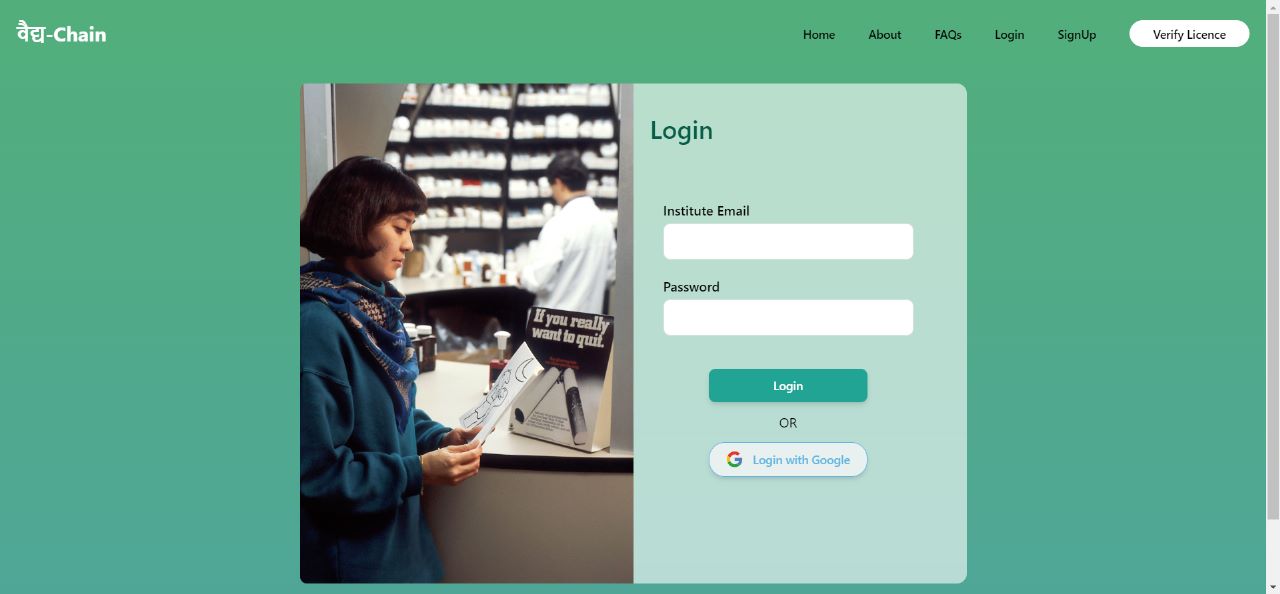 वैद्य-Chain
Home
About
FAQs
Login
SignUp
Verify Licence
Login
Institute Email
Password
If you really
want to quit.
Login
OR
Login with Google